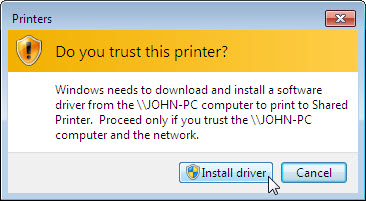 Printers
Do you trust this printer?
Windows needs to download and install a software
driver from the \\JOHN-PC computer to print to Shared
Printer.  Proceed only if you trust the \\JOHN-PC
computer and the network.
Install driver
Cancel